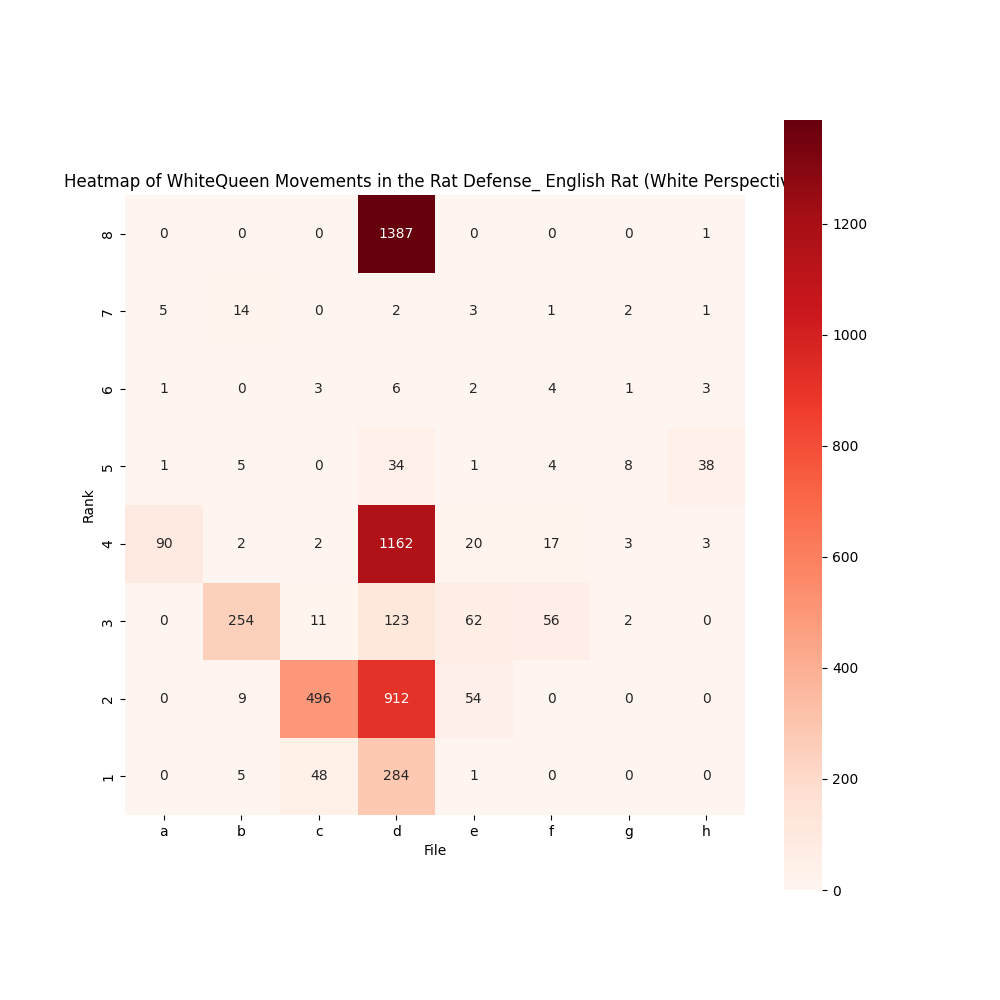 Heatmap of WhiteQueen Movements in the Rat Defense_ English Rat (White Perspectiv
1200
1000
800
600
400
200
0
Rank
8 0 0 0 1387 0 0 0 1
7 5 14 0 2 3 1 2 1
6 1 0 3 6 2 4 1 3
5 1 5 0 34 1 4 8 38
4 90 2 2 1162 20 17 3 3
3 0 254 11 123 62 56 2 0
2 0 9 496 912 54 0 0 0
1 0 5 48 284 1 0 0 0
a b c d e f g h
File